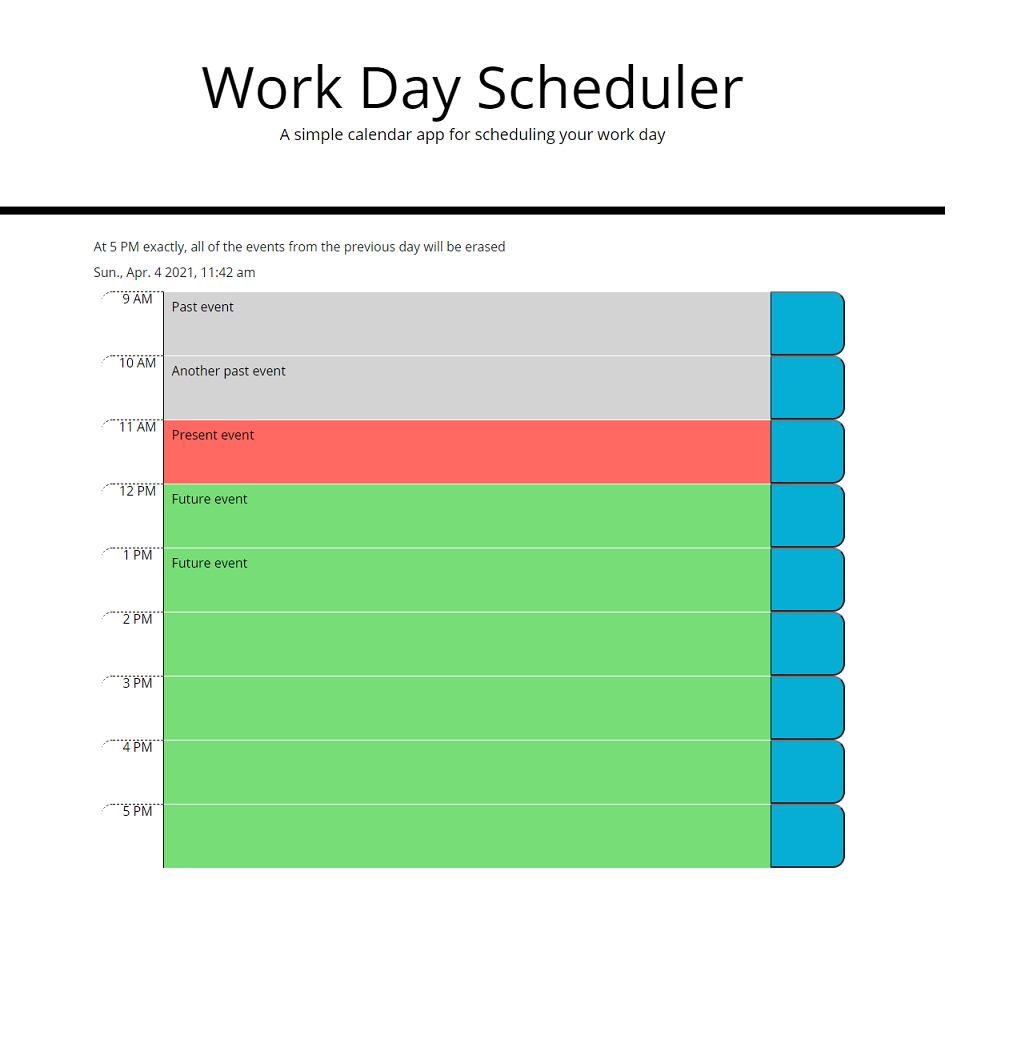 Work Day Scheduler
A simple calendar app for scheduling your work day
At 5 PM exactly, all of the events from the previous day will be erased
Sun., Apr. 4 2021, 11:42 am
9 AM Past event
10 AM Another past event
11 AM Present event
12 PM Future event
1 PM Future event
2 PM
3 PM
4 PM
5 PM